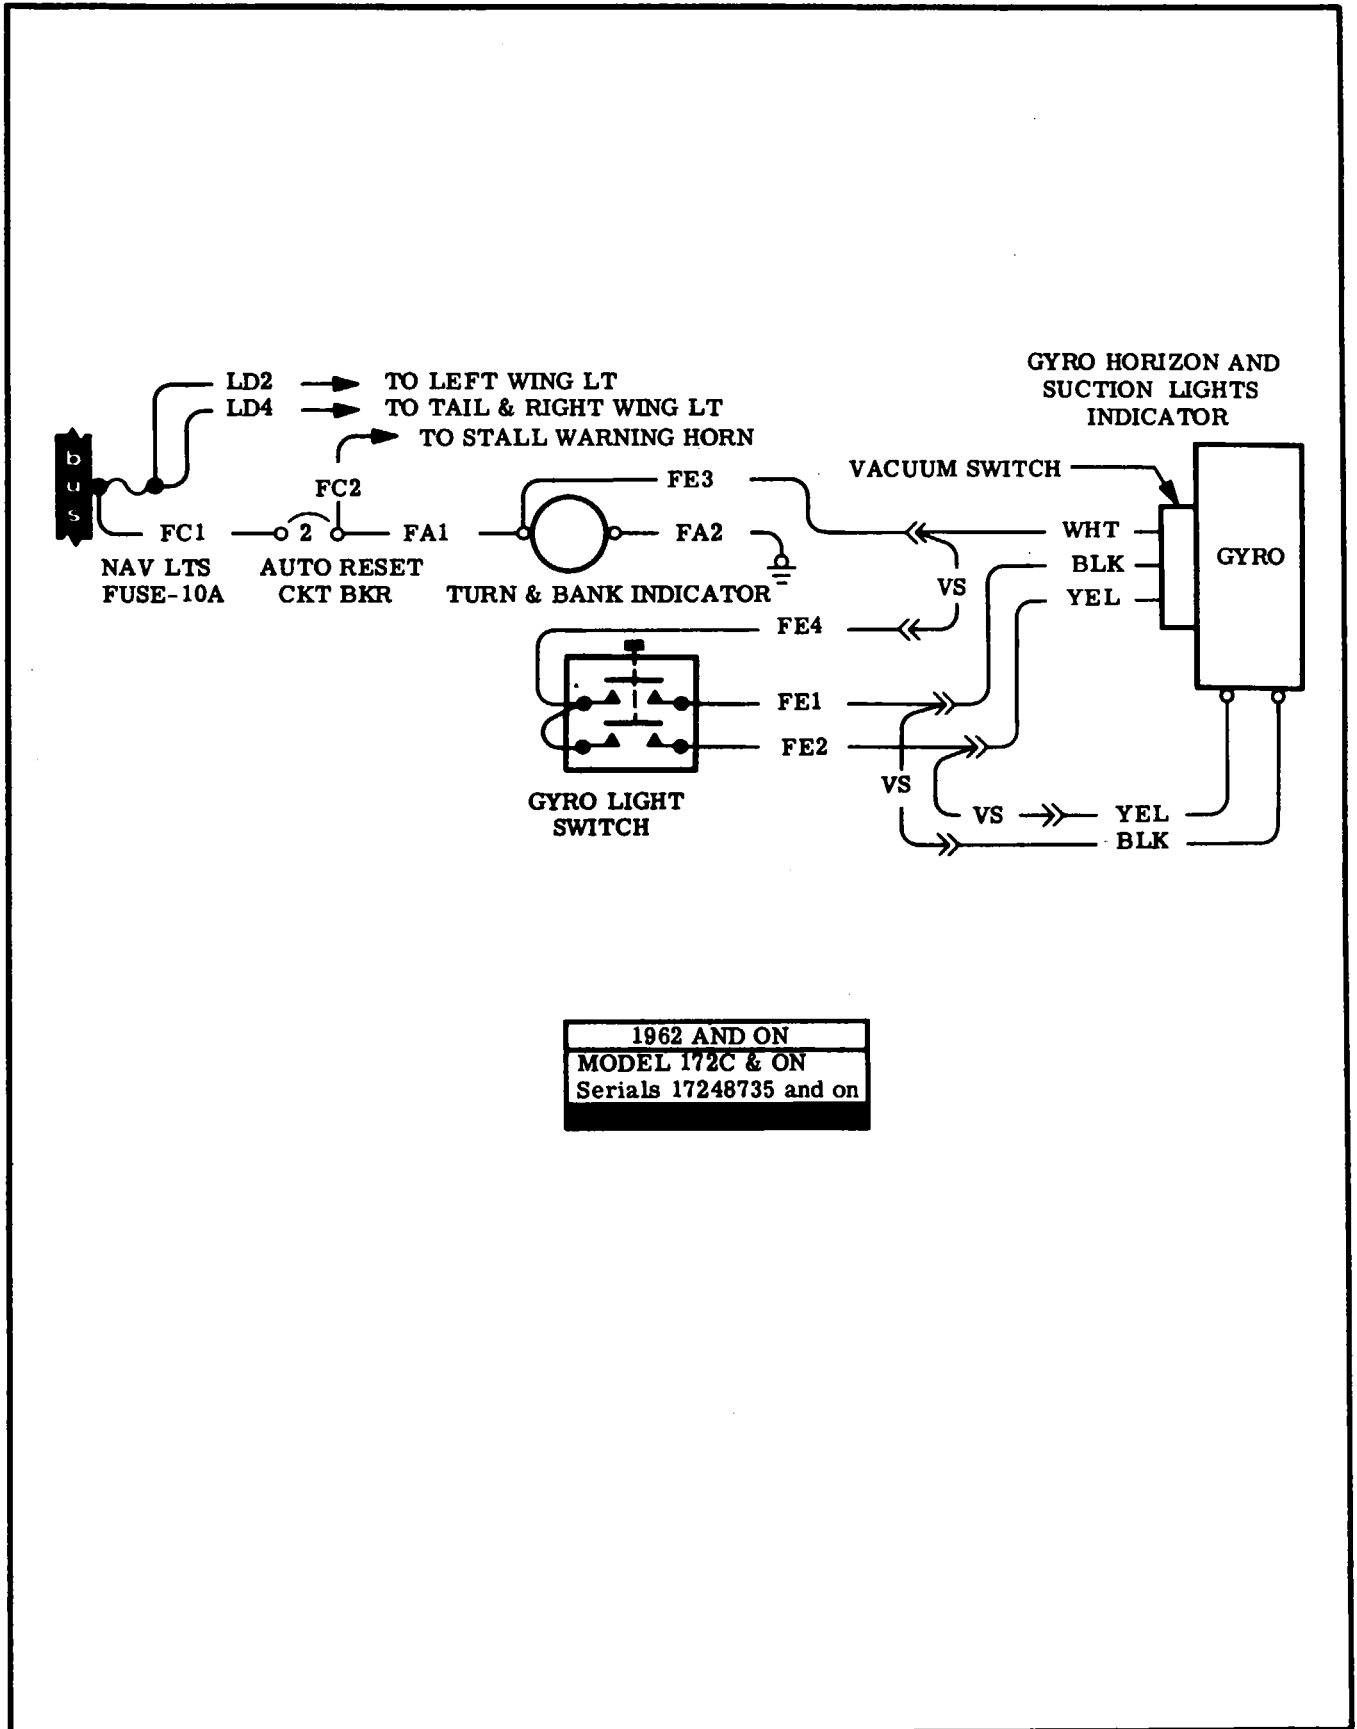 GYRO HORIZON AND
SUCTION LIGHTS
INDICATOR
LD2 TO LEFT WING LT
LD4 TO TAIL & RIGHT WING LT
TO STALL WARNING HORN
bus
VACUUM SWITCH
FE3
FC2
FC1 2 FA1 FA2 WHT
GYRO
NAV LTS
FUSE-10A
AUTO RESET
CKT BKR
TURN & BANK INDICATOR
BLK
VS
YEL
FE4
FE1
FE2
VS
GYRO LIGHT
SWITCH
VS YEL
BLK
1962 AND ON
MODEL 172C & ON
Serials 17248735 and on